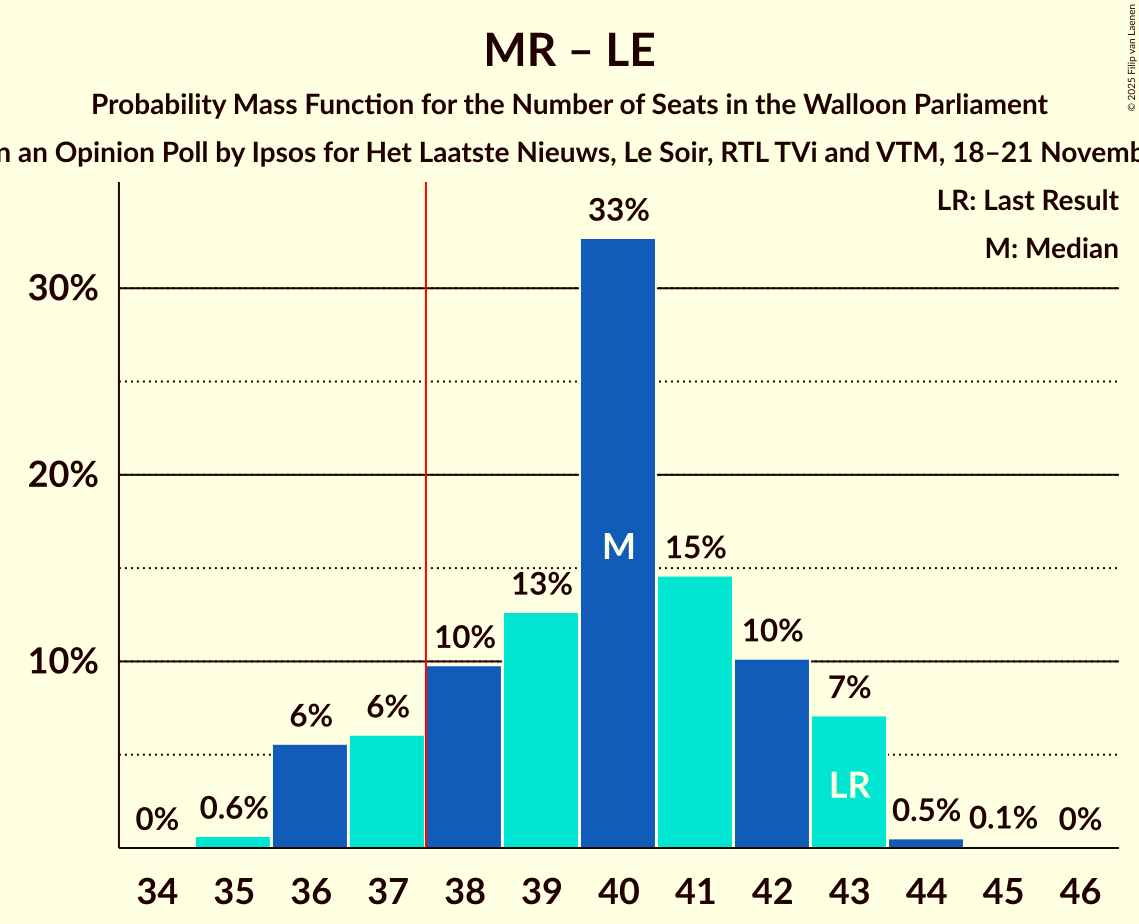 MR – LE
Probability Mass Function for the Number of Seats in the Walloon Parliament
an Opinion Poll by Ipsos for Het Laatste Nieuws, Le Soir, RTL TVi and VTM, 18–21
© 2025 Filip van Laenen
LR: Last Result
M: Median
30%
20%
10%
0%
0.6%
6%
6%
10%
13%
33%
M
15%
10%
7%
LR
0.5%
0.1%
0%
34 35 36 37 38 39 40 41 42 43 44 45 46